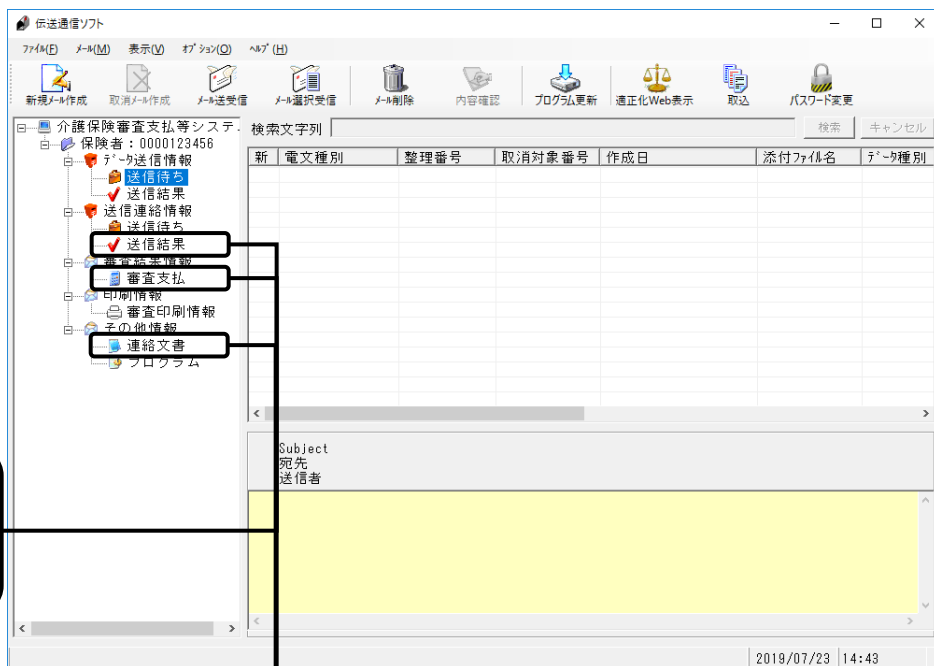 伝送通信ソフト
ﾌｧｲﾙ(F) ﾒｰﾙ(M) 表示(V) ｵﾌﾟｼｮﾝ(O) ﾍﾙﾌﾟ(H)
新規ﾒｰﾙ作成 取消ﾒｰﾙ作成 ﾒｰﾙ送受信 ﾒｰﾙ選択受信 ﾒｰﾙ削除 内容確認 ﾌﾟﾛｸﾞﾗﾑ更新 適正化Web表示 取込 ﾊﾟｽﾜｰﾄﾞ変更
介護保険審査支払等システ
保険者：0000123456
ﾃﾞｰﾀ送信情報
送信待ち
送信結果
送信連絡情報
送信待ち
送信結果
審査結果情報
審査支払
印刷情報
審査印刷情報
その他情報
連絡文書
プログラム
検索文字列 検索 キャンセル
新 電文種別 整理番号 取消対象番号 作成日 添付ﾌｧｲﾙ名 ﾃﾞｰﾀ種別
Subject
宛先
送信者
2019/07/23 14:43